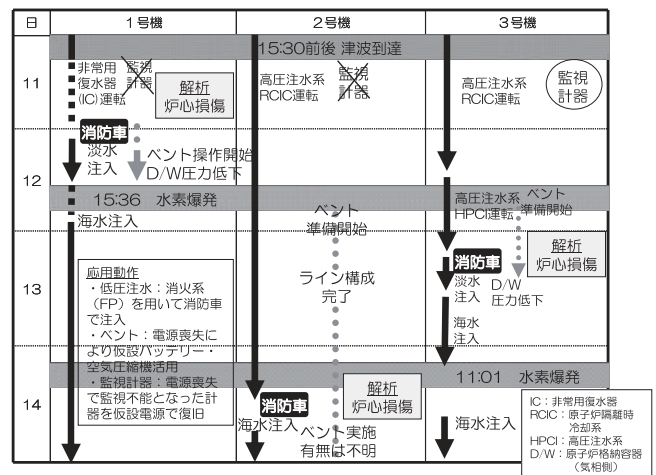 日 1号機 2号機 3号機
15:30前後 津波到達
11
非常用 監視
復水器 計器
(IC)運転
解析
炉心損傷
高圧注水系
RCIC運転
監視
計器
高圧注水系
RCIC運転
監視
計器
12
消防車
淡水
注入
ベント操作開始
D/W圧力低下
15:36 水素爆発
海水注入
ベント
準備開始
高圧注水系
HPCI運転
ベント
準備開始
13
応用動作
・低圧注水:消火系
(FP)を用いて消防車
で注入
・ベント:電源喪失に
より仮設バッテリー・
空気圧縮機活用
・監視計器:電源喪失
で監視不能となった計
器を仮設電源で復旧
ライン構成
完了
消防車
淡水
注入
D/W
圧力低下
解析
炉心損傷
海水
注入
11:01 水素爆発
14
消防車
海水注入
解析
炉心損傷
ベント実施
有無は不明
海水注入
IC:非常用復水器
RCIC:原子炉隔離時
冷却系
HPCI:高圧注水系
D/W:原子炉格納容器
(気相側)